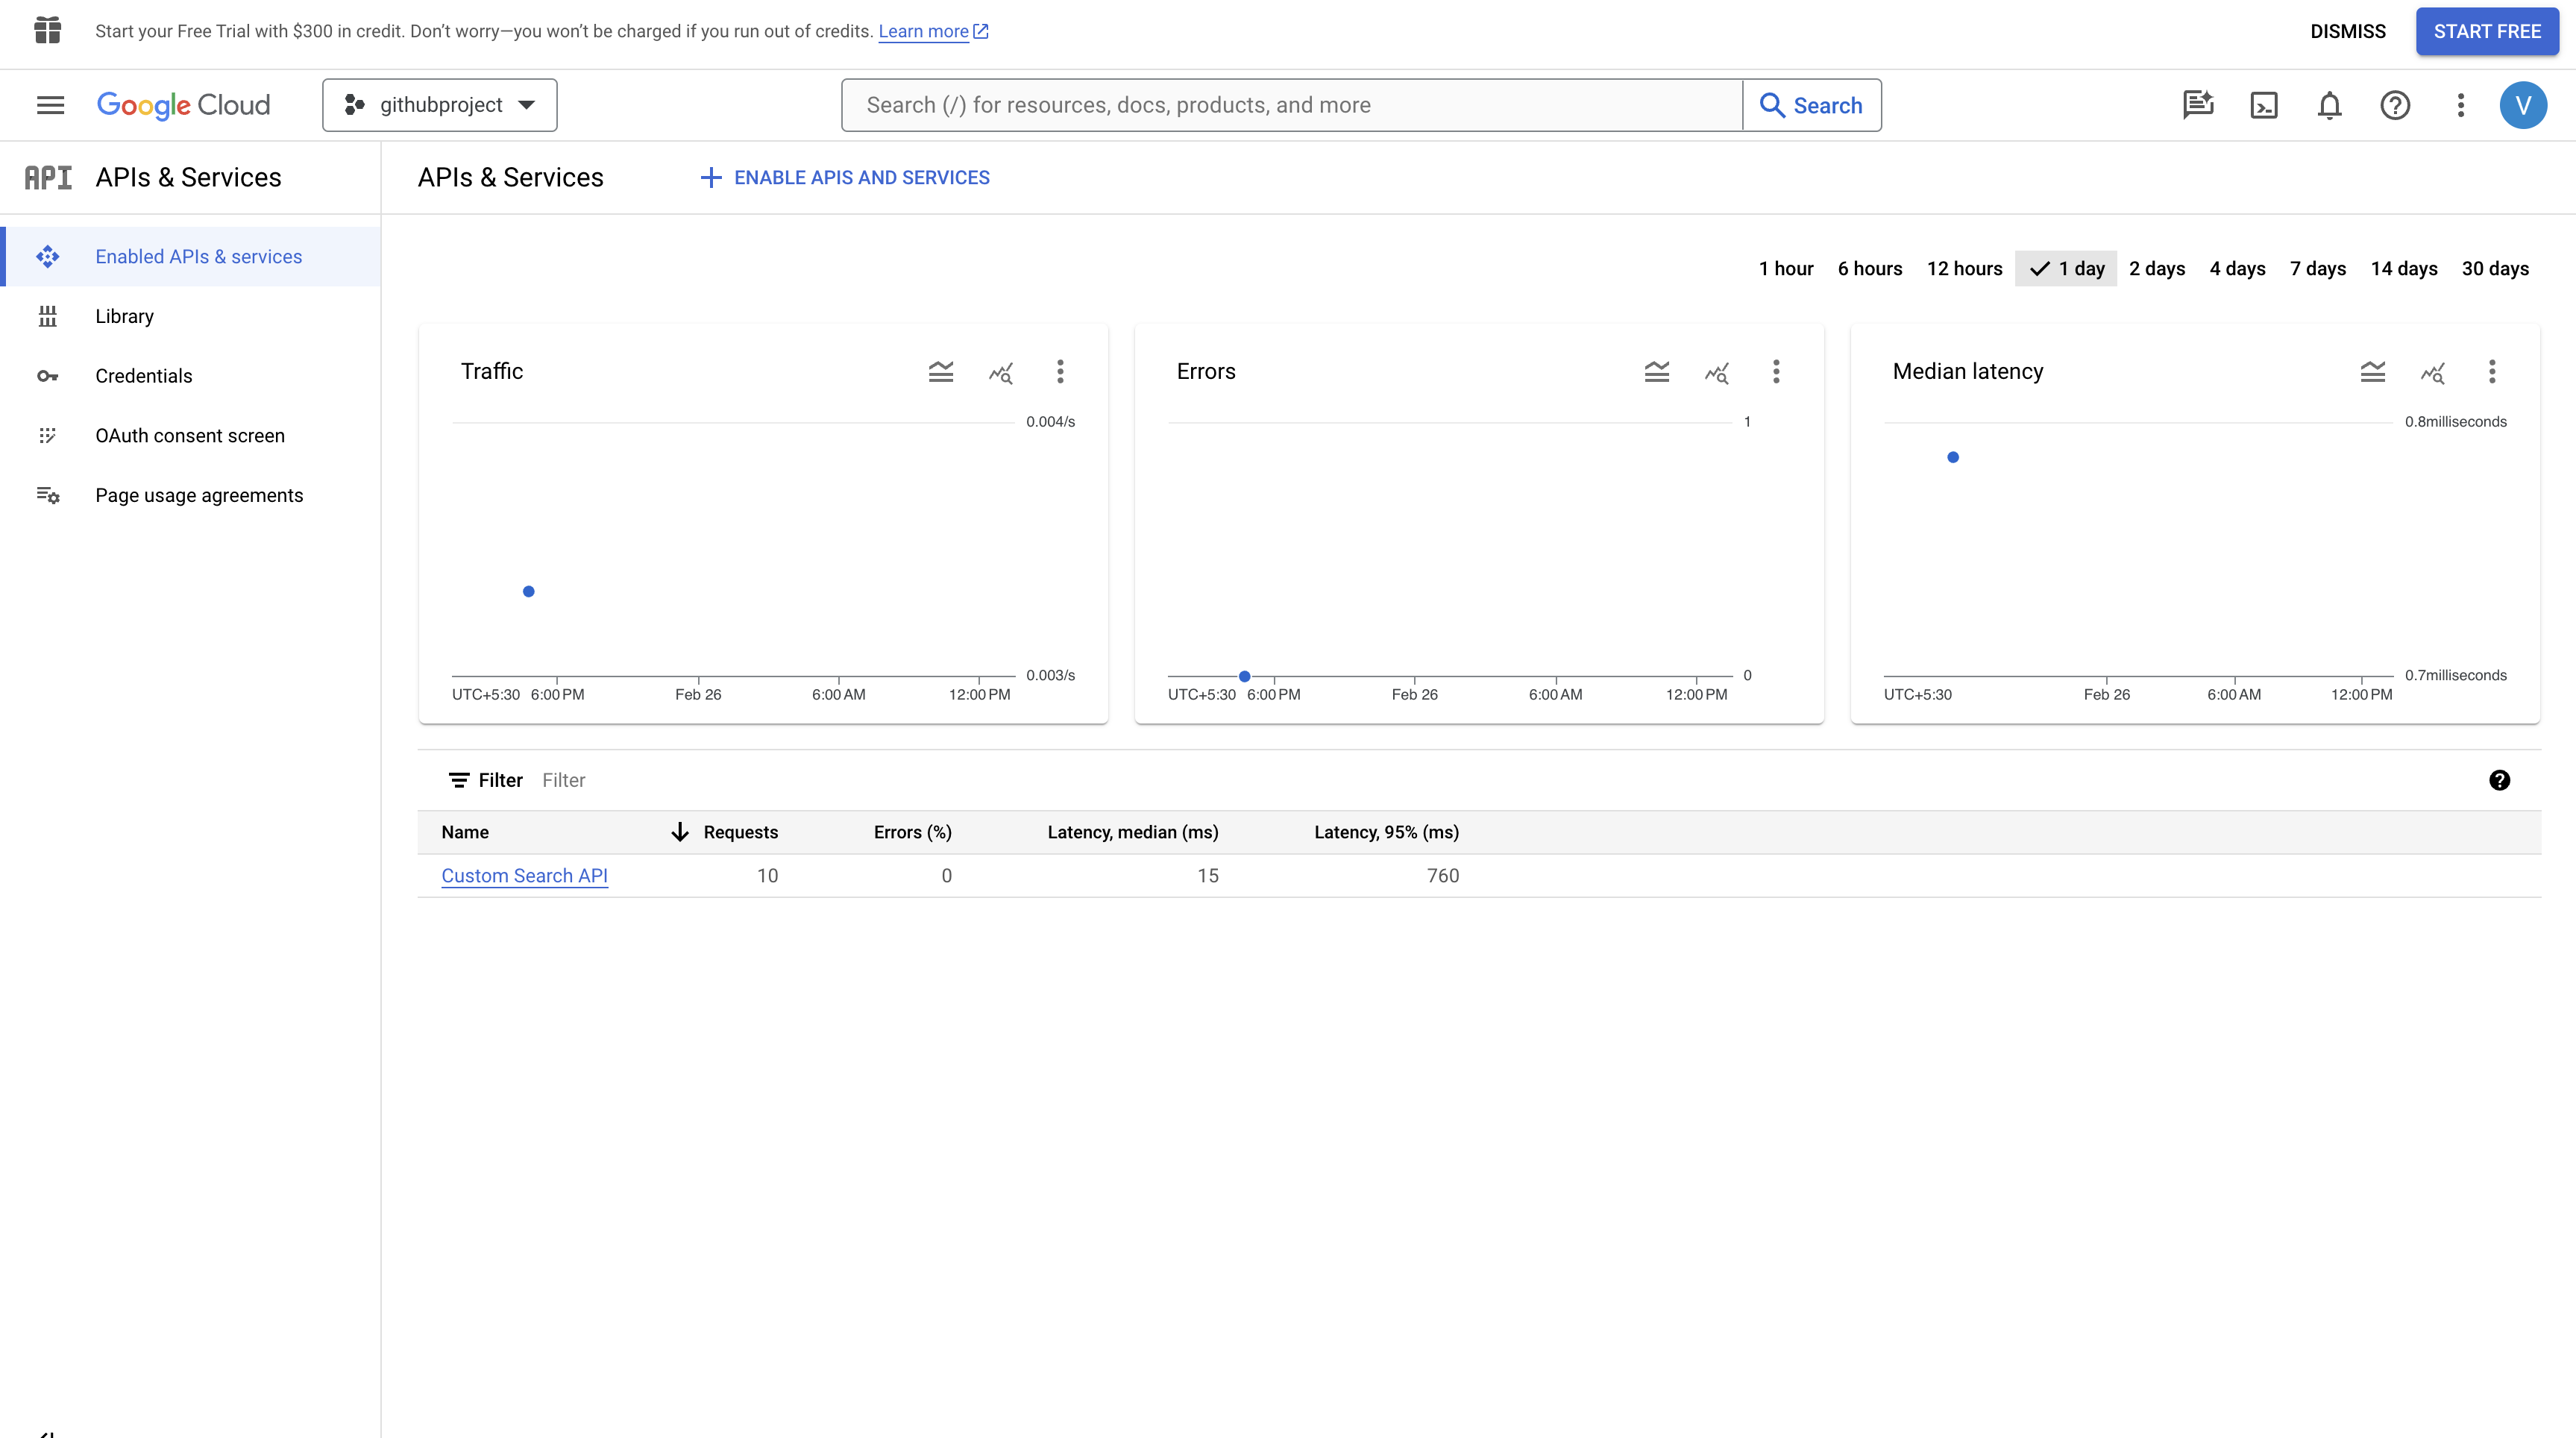 Start your Free Trial with $300 in credit. Don’t worry—you won’t be charged if you run out of credits. Learn more
DISMISS
START FREE
Google Cloud
githubproject
Search (/) for resources, docs, products, and more
Search
V
API APIs & Services
APIs & Services
ENABLE APIS AND SERVICES
Enabled APIs & services
Library
Credentials
OAuth consent screen
Page usage agreements
1 hour 6 hours 12 hours 1 day 2 days 4 days 7 days 14 days 30 days
Traffic
0.004/s
0.003/s
UTC+5:30 6:00 PM Feb 26 6:00 AM 12:00 PM
Errors
1
0
UTC+5:30 6:00 PM Feb 26 6:00 AM 12:00 PM
Median latency
0.8milliseconds
0.7milliseconds
UTC+5:30 Feb 26 6:00 AM 12:00 PM
Filter Filter
Name Requests Errors (%) Latency, median (ms) Latency, 95% (ms)
Custom Search API 10 0 15 760